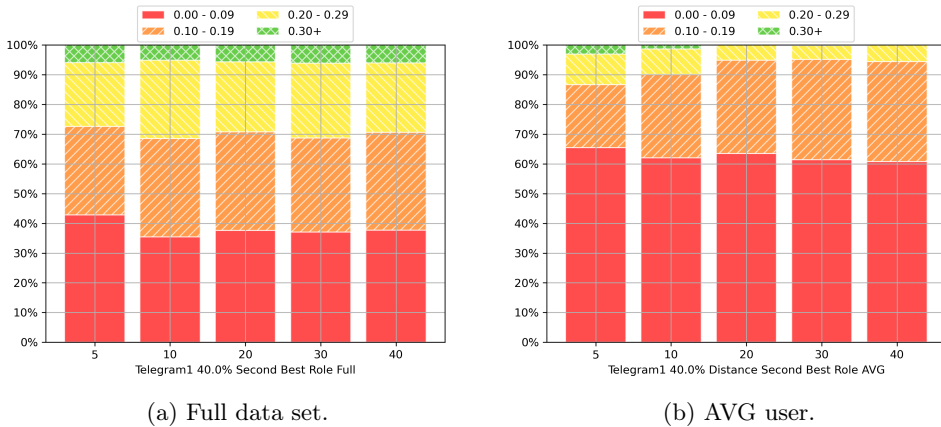 0.00 - 0.09
0.10 - 0.19
0.20 - 0.29
0.30+
100%
90%
80%
70%
60%
50%
40%
30%
20%
10%
0%
5 10 20 30 40
Telegram1 40.0% Second Best Role Full
(a) Full data set.
0.00 - 0.09
0.10 - 0.19
0.20 - 0.29
0.30+
100%
90%
80%
70%
60%
50%
40%
30%
20%
10%
0%
5 10 20 30 40
Telegram1 40.0% Distance Second Best Role AVG
(b) AVG user.